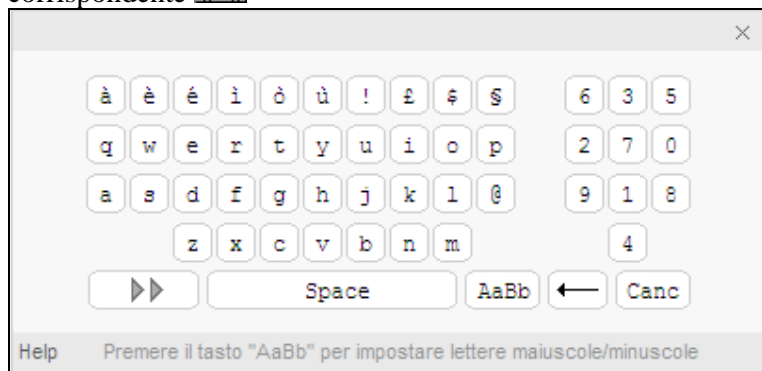 à è é ì ò ù ! £ $ § 6 3 5
q w e r t y u i o p 2 7 0
a s d f g h j k l @ 9 1 8
z x c v b n m 4
Space AaBb Canc
Help Premere il tasto "AaBb" per impostare lettere maiuscole/minuscole